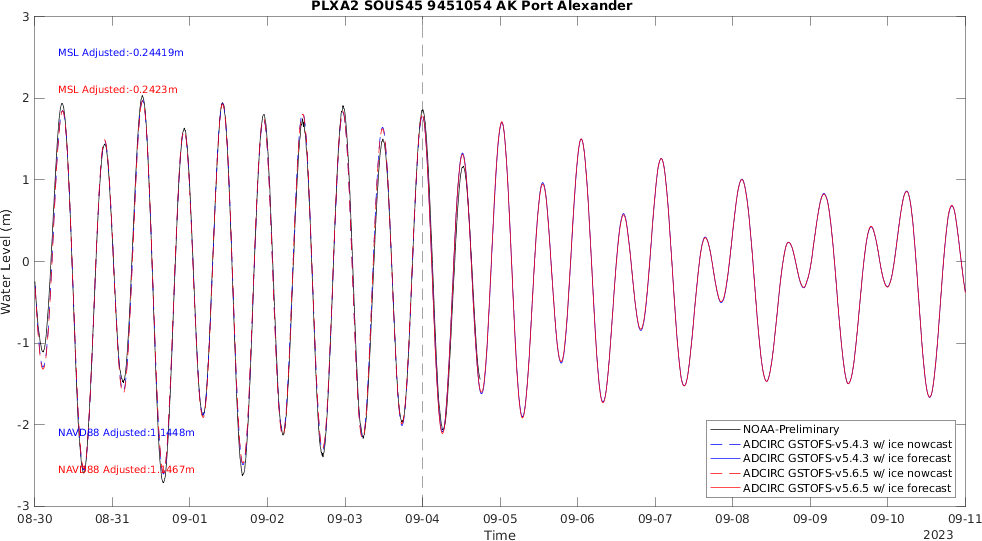 PLXA2 SOUS45 9451054 AK Port Alexander
3
MSL Adjusted:-0.24419m
MSL Adjusted:-0.2423m
2
1
0
-1
-2
-3
Water Level (m)
NAVD88 Adjusted:1.1448m
NAVD88 Adjusted:1.1467m
NOAA-Preliminary
ADCIRC GSTOFS-v5.4.3 w/ ice nowcast
ADCIRC GSTOFS-v5.4.3 w/ ice forecast
ADCIRC GSTOFS-v5.6.5 w/ ice nowcast
ADCIRC GSTOFS-v5.6.5 w/ ice forecast
08-30 08-31 09-01 09-02 09-03 09-04 09-05 09-06 09-07 09-08 09-09 09-10 09-11
Time
2023